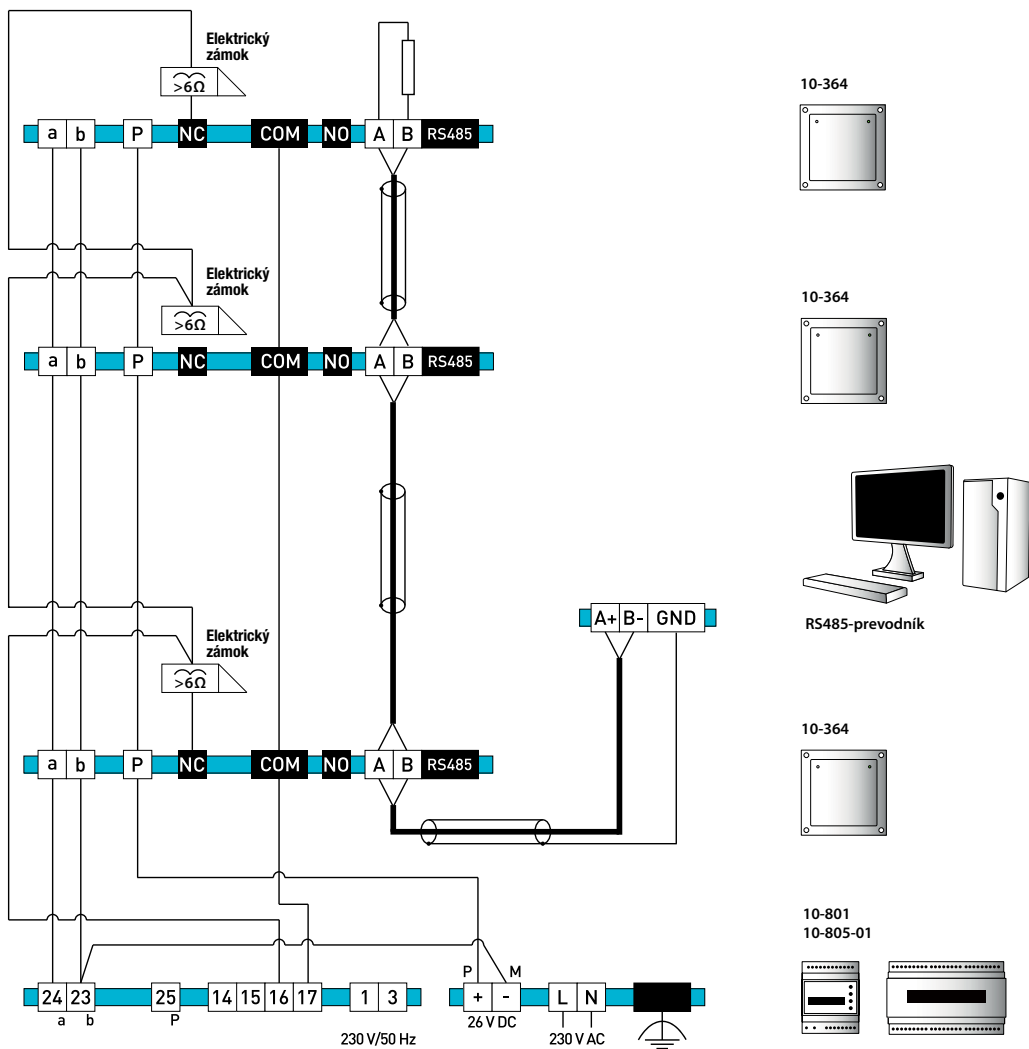 Elektrický
zámok
>6Ω
10-364
a b P NC COM NO A B RS485
Elektrický
zámok
>6Ω
10-364
a b P NC COM NO A B RS485
A+ B- GND
RS485-prevodník
Elektrický
zámok
>6Ω
10-364
a b P NC COM NO A B RS485
10-801
10-805-01
P M
24 23 25 14 15 16 17 1 3 + - L N
a b P
26 V DC
230 V/50 Hz
230 V AC